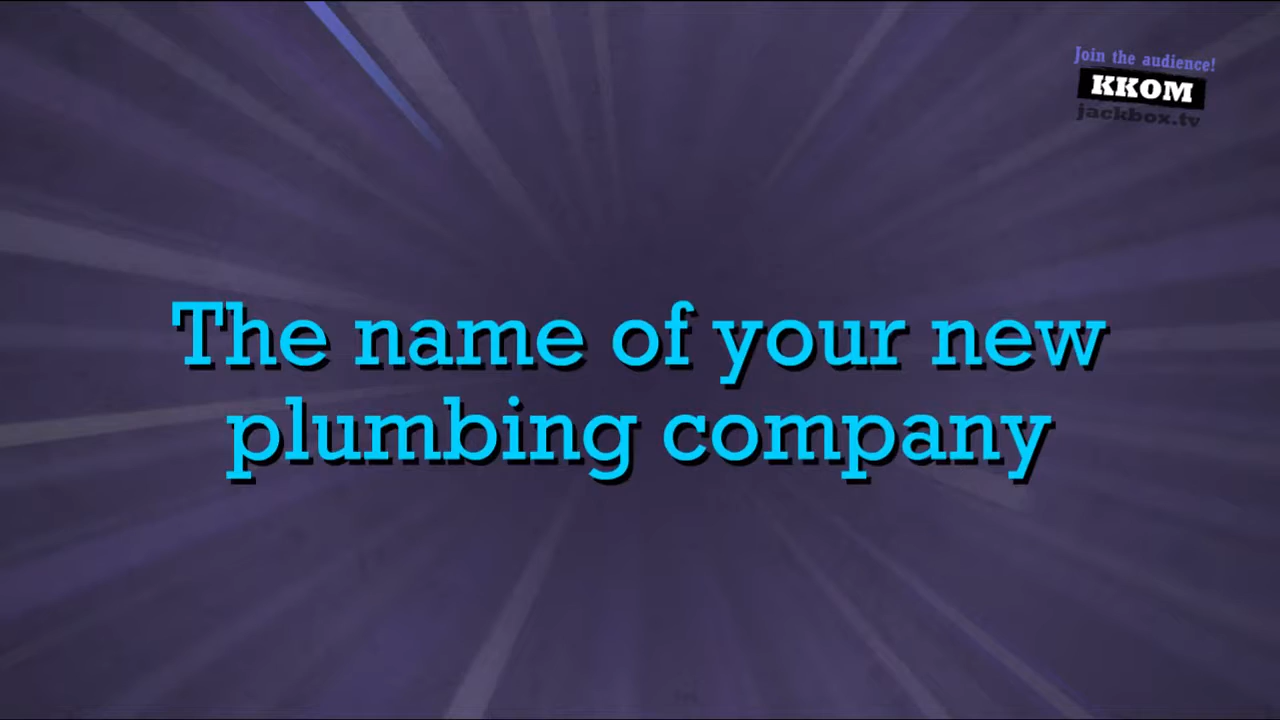 Join the audience!
KKOM
jackbox.tv
The name of your new
plumbing company